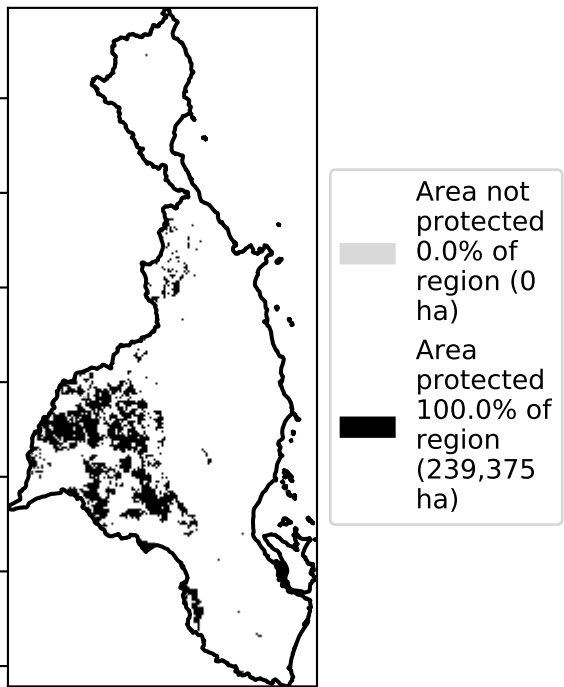 Area not
protected
0.0% of
region (0
ha)
Area
protected
100.0% of
region
(239,375
ha)